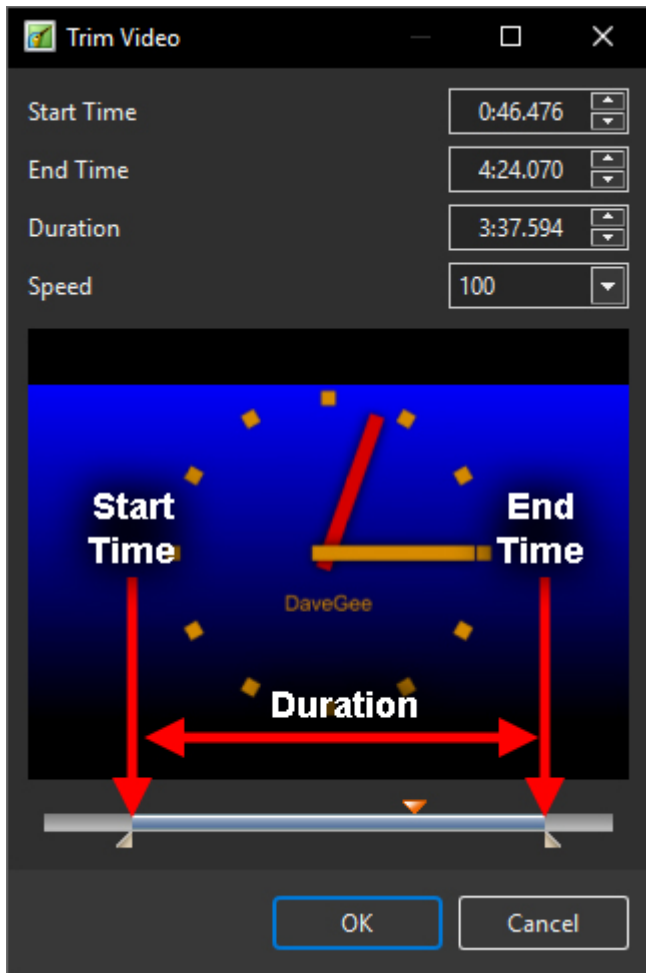 Trim Video
Start Time 0:46.476
End Time 4:24.070
Duration 3:37.594
Speed 100
Start
Time
End
Time
DaveGee
Duration
OK Cancel